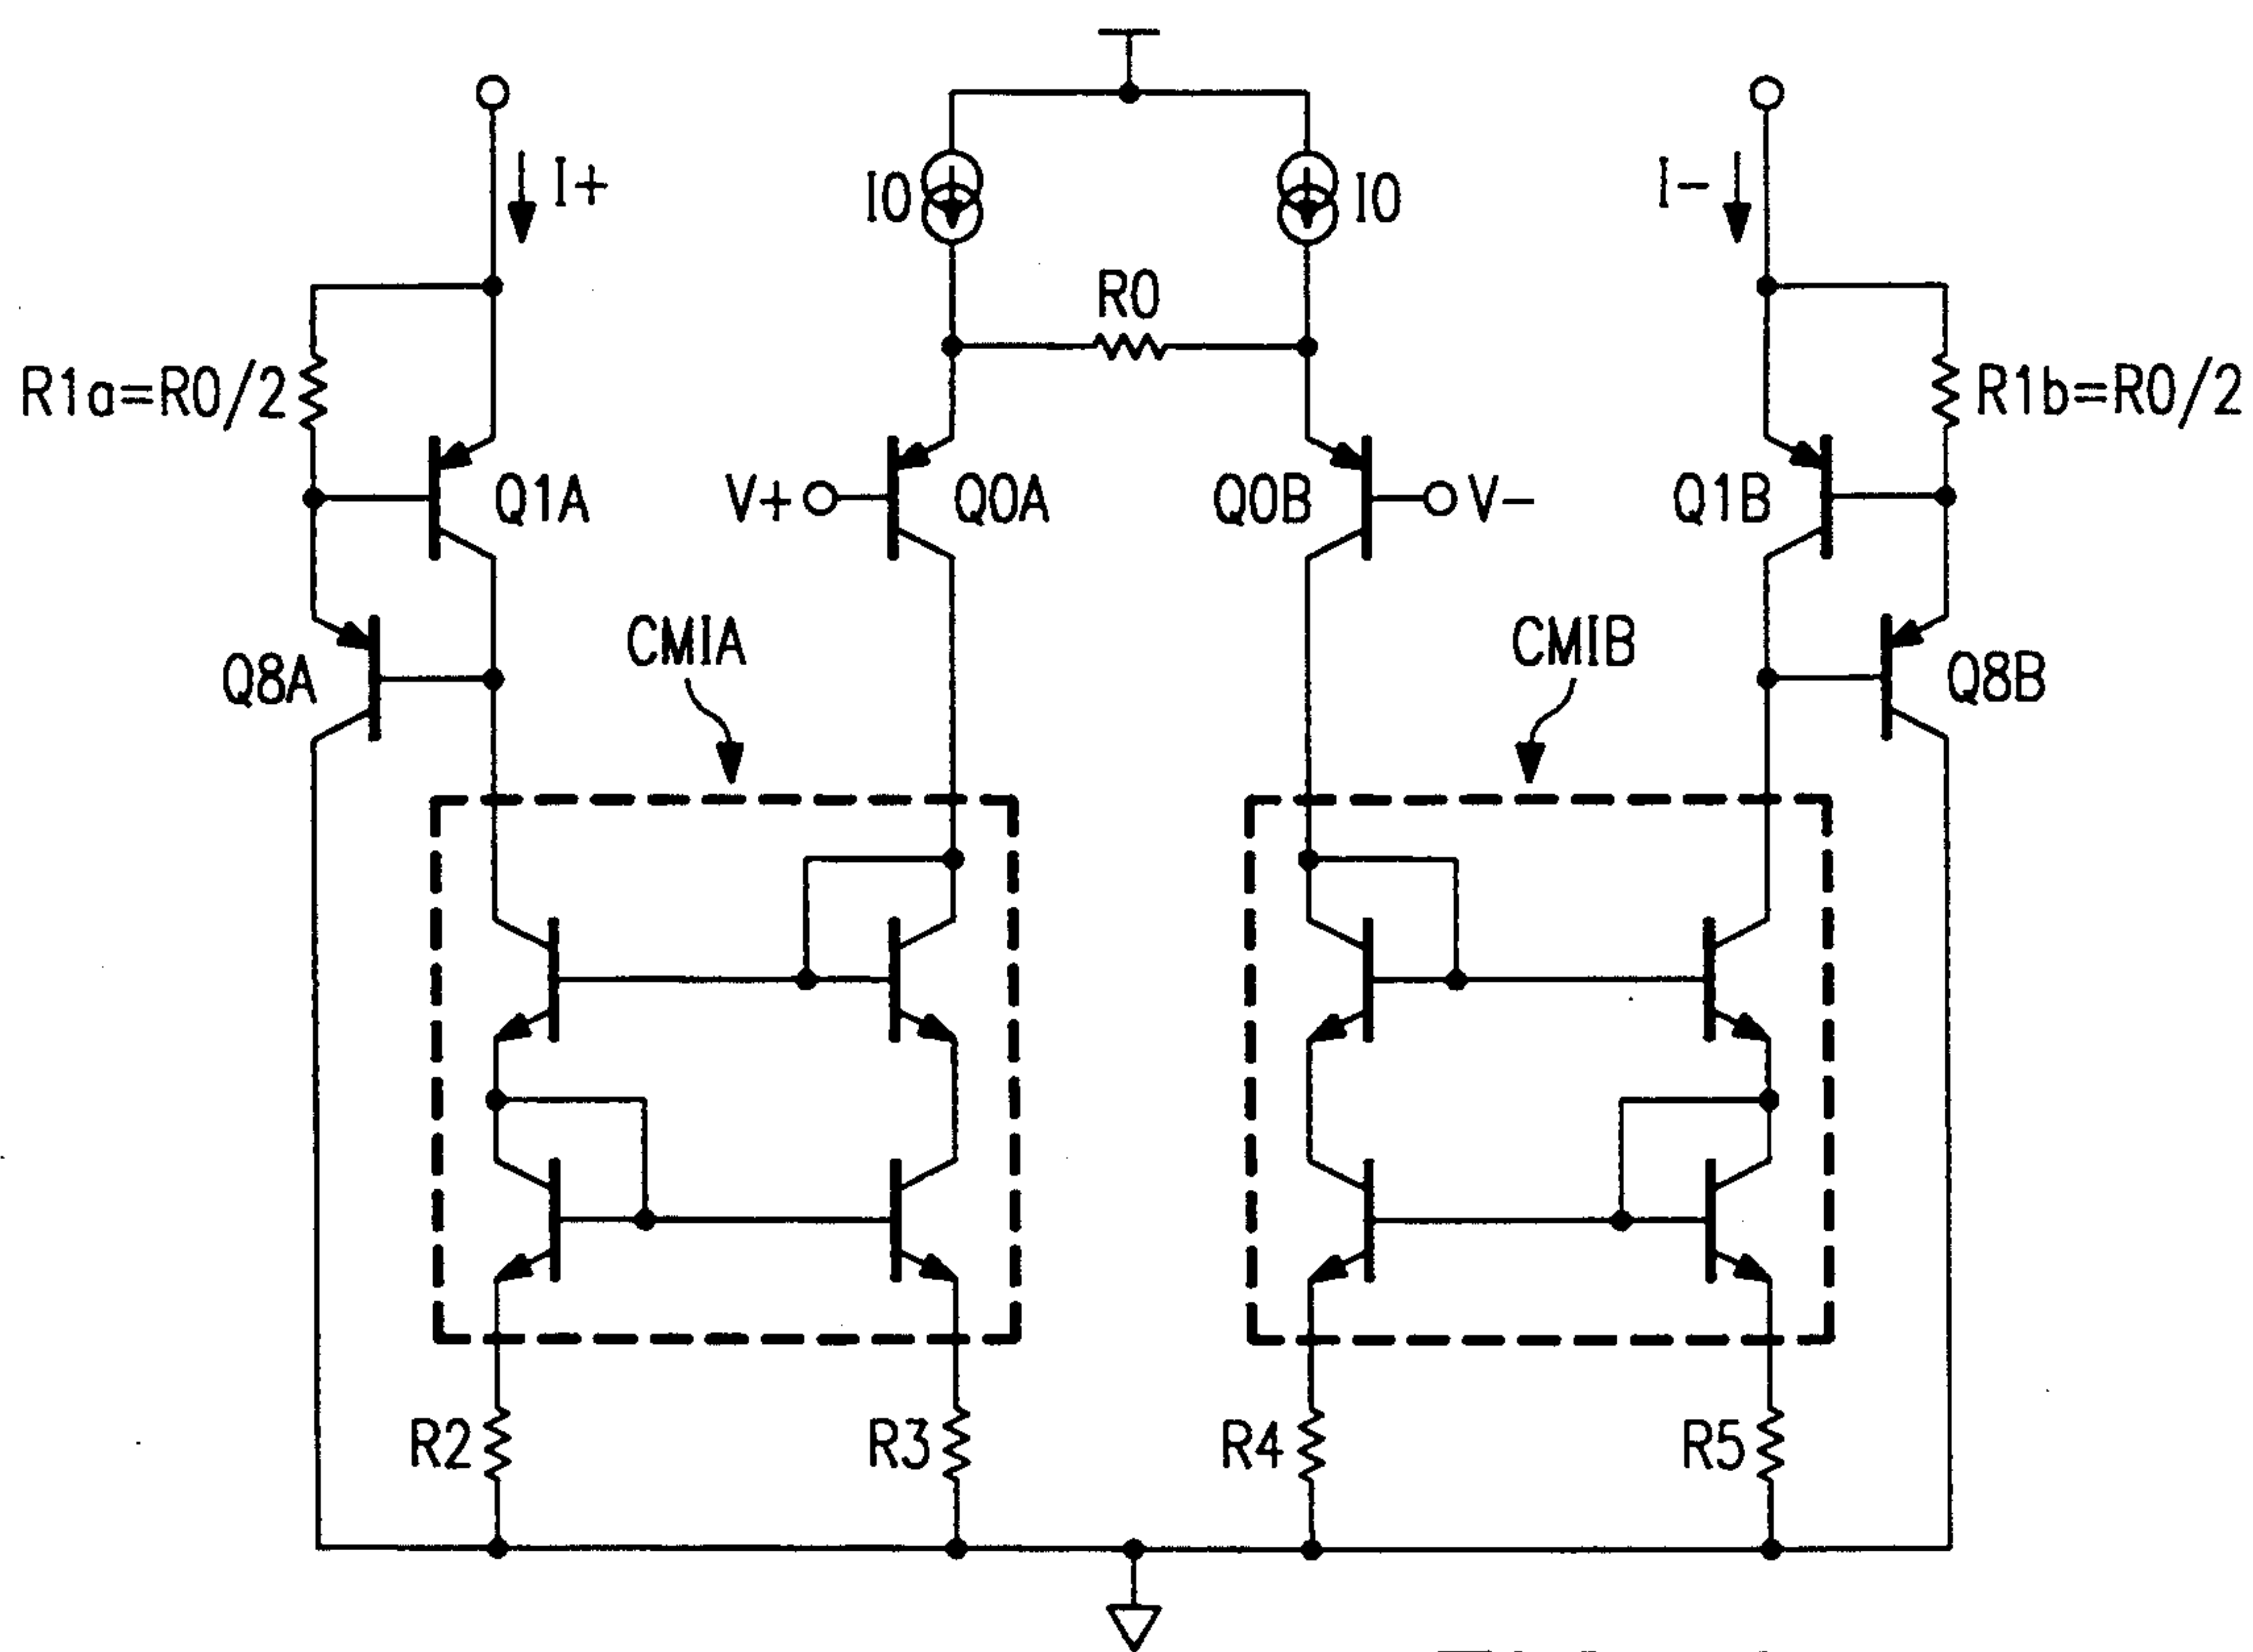 I+
I0
I0
I-
R0
R1a=R0/2
R1b=R0/2
Q1A
V+
Q0A
Q0B
V-
Q1B
Q8A
CMIA
CMIB
Q8B
R2
R3
R4
R5